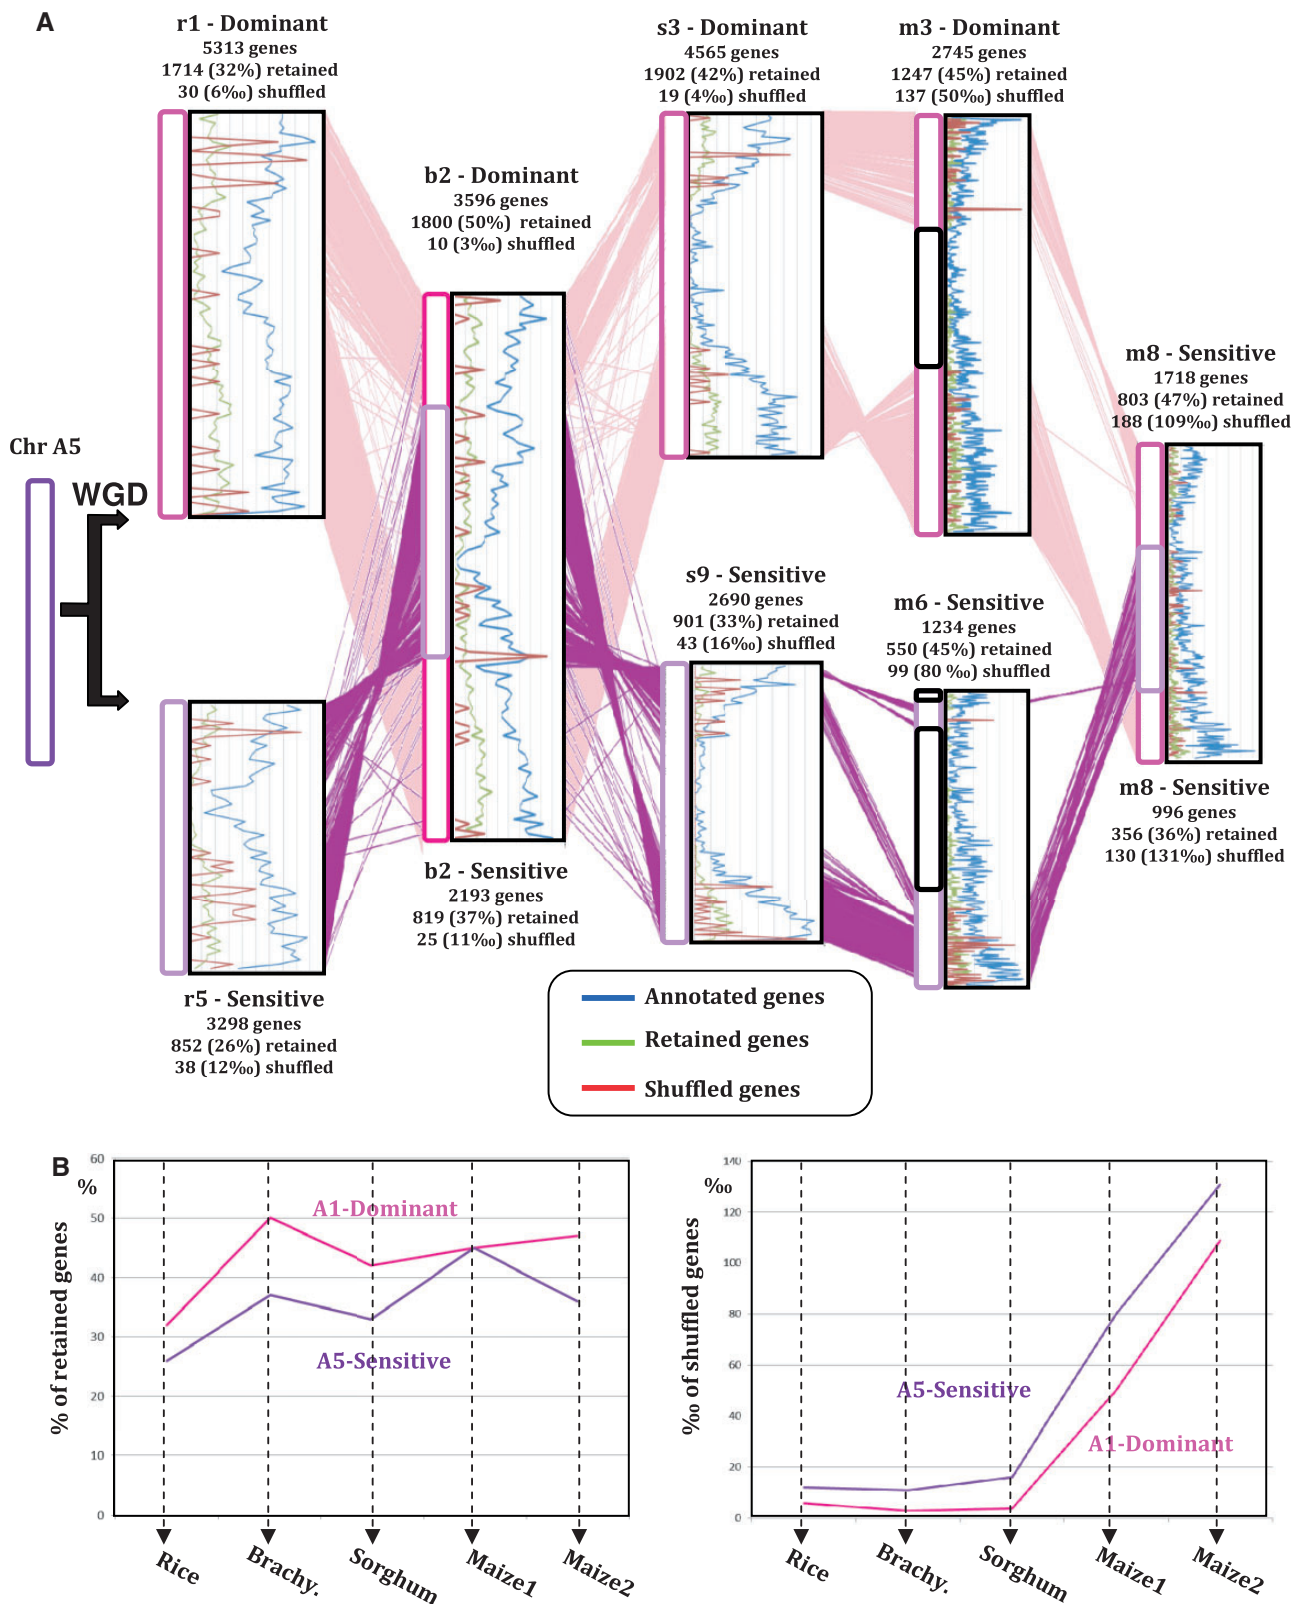 A
r1 - Dominant
5313 genes
1714 (32%) retained
30 (6‰) shuffled
s3 - Dominant
4565 genes
1902 (42%) retained
19 (4‰) shuffled
m3 - Dominant
2745 genes
1247 (45%) retained
137 (50‰) shuffled
b2 - Dominant
3596 genes
1800 (50%) retained
10 (3‰) shuffled
m8 - Sensitive
1718 genes
803 (47%) retained
188 (109‰) shuffled
Chr A5
WGD
s9 - Sensitive
2690 genes
901 (33%) retained
43 (16‰) shuffled
m6 - Sensitive
1234 genes
550 (45%) retained
99 (80 ‰) shuffled
m8 - Sensitive
996 genes
356 (36%) retained
130 (131‰) shuffled
b2 - Sensitive
2193 genes
819 (37%) retained
25 (11‰) shuffled
r5 - Sensitive
3298 genes
852 (26%) retained
38 (12‰) shuffled
Annotated genes
Retained genes
Shuffled genes
B
% of retained genes
%
60
50
40
30
20
10
0
A1-Dominant
A5-Sensitive
Rice
Brachy.
Sorghum
Maize1
Maize2
‰ of shuffled genes
‰
140
120
100
80
60
40
20
0
A5-Sensitive
A1-Dominant
Rice
Brachy.
Sorghum
Maize1
Maize2